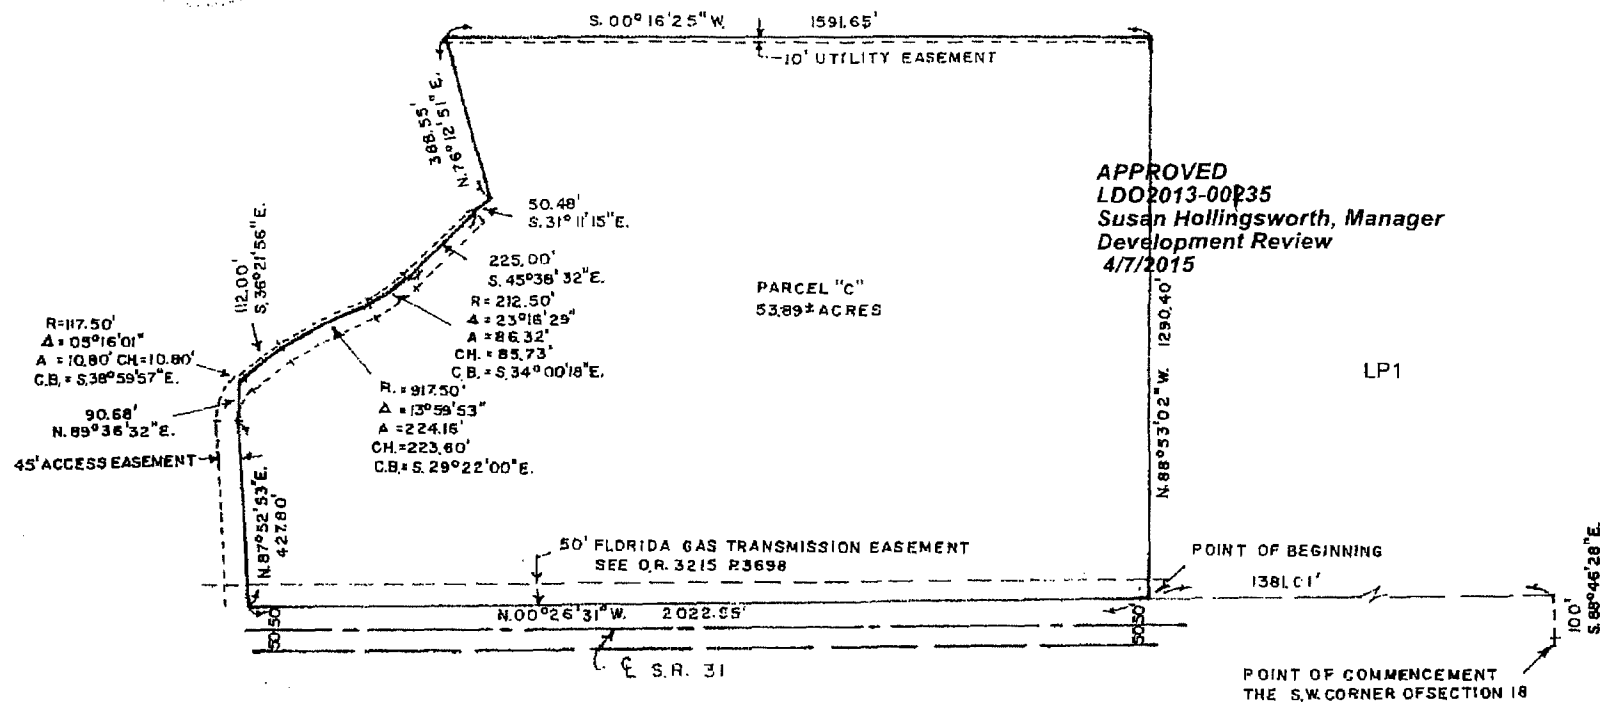 S. 00°16'25" W. 1591.65'
10' UTILITY EASEMENT
388.55'
N.76°12'51" E.
APPROVED
LDO2013-00235
Susan Hollingsworth, Manager
Development Review
4/7/2015
50.48'
S.31°11'15"E.
225.00'
S.45°38'32"E.
112.00'
S.36°21'56"E.
PARCEL "C"
53.89± ACRES
R= 212.50'
Δ = 23°16'29"
A = 86.32'
CH. = 85.73'
C.B. = S.34°00'18"E.
R=117.50'
Δ = 05°16'01"
A = 10.80' CH=10.80'
C.B. = S.38°59'57"E.
N.88°53'02" W. 1290.40'
LP1
R. = 917.50'
Δ = 13°59'53"
A = 224.16'
CH.=223.60'
C.B.= S. 29°22'00"E.
90.68'
N.89°36'32"E.
45' ACCESS EASEMENT
N.87°52'53"E.
427.80'
50' FLORIDA GAS TRANSMISSION EASEMENT
SEE O.R. 3215 P.3698
POINT OF BEGINNING
1381.01'
S.88°46'28"E.
N.00°26'31" W. 2022.95'
50.50'
50.50'
℄ S.R. 31
POINT OF COMMENCEMENT
THE S.W. CORNER OF SECTION 18